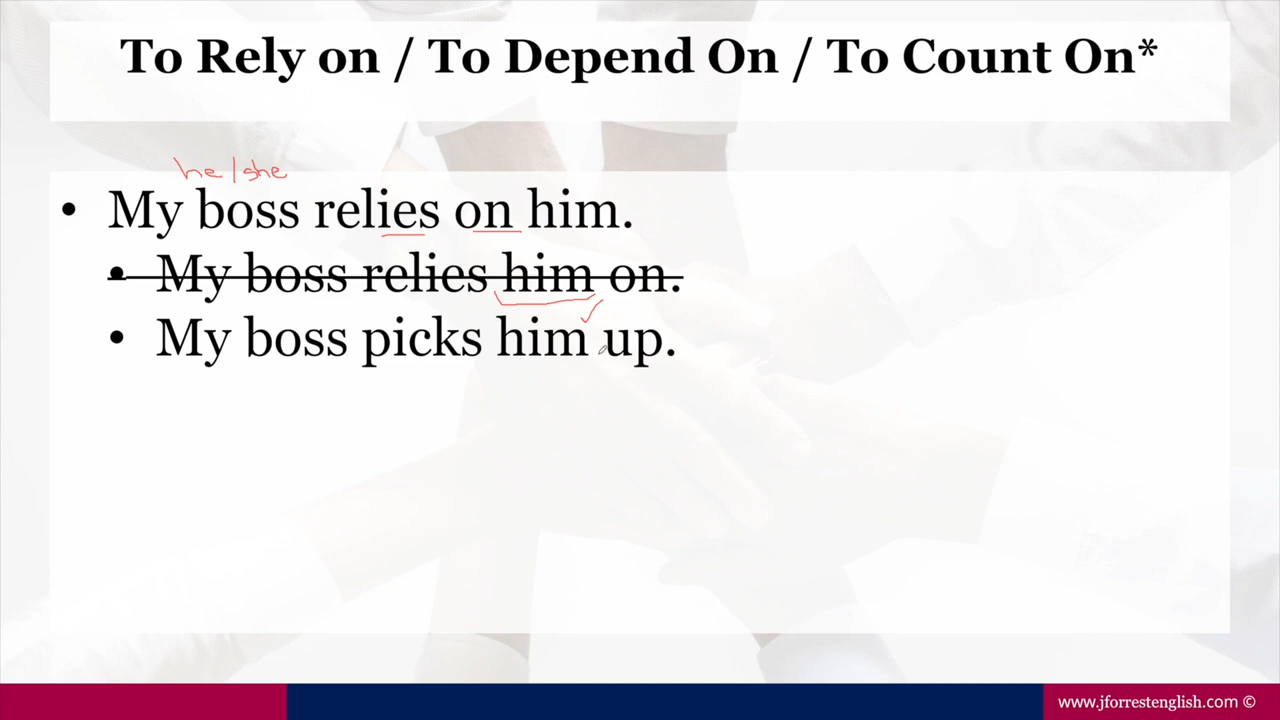 To Rely on / To Depend On / To Count On*
he/she
• My boss relies on him.
• My boss relies him on.
• My boss picks him up.
www.jforrestenglish.com ©